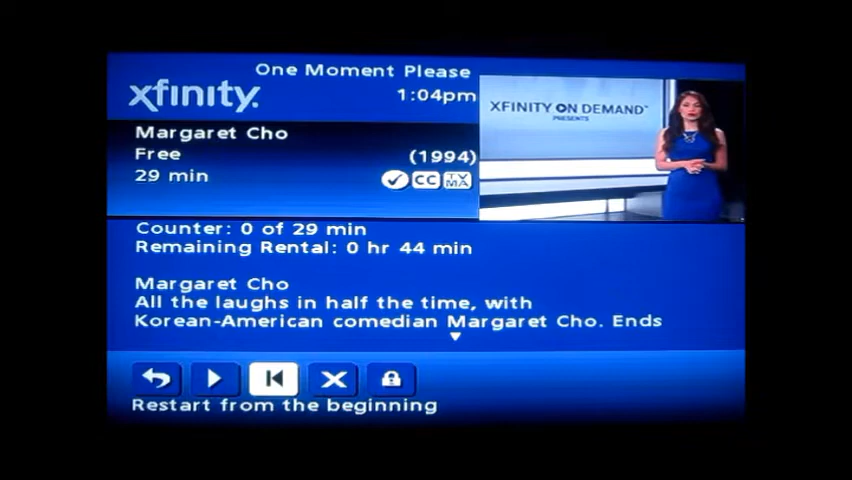 One Moment Please
xfinity.
1:04pm
XFINITY ON DEMAND™
PRESENTS
Margaret Cho
Free
(1994)
29 min
CC
TV
MA
Counter: 0 of 29 min
Remaining Rental: 0 hr 44 min
Margaret Cho
All the laughs in half the time, with
Korean-American comedian Margaret Cho. Ends
Restart from the beginning